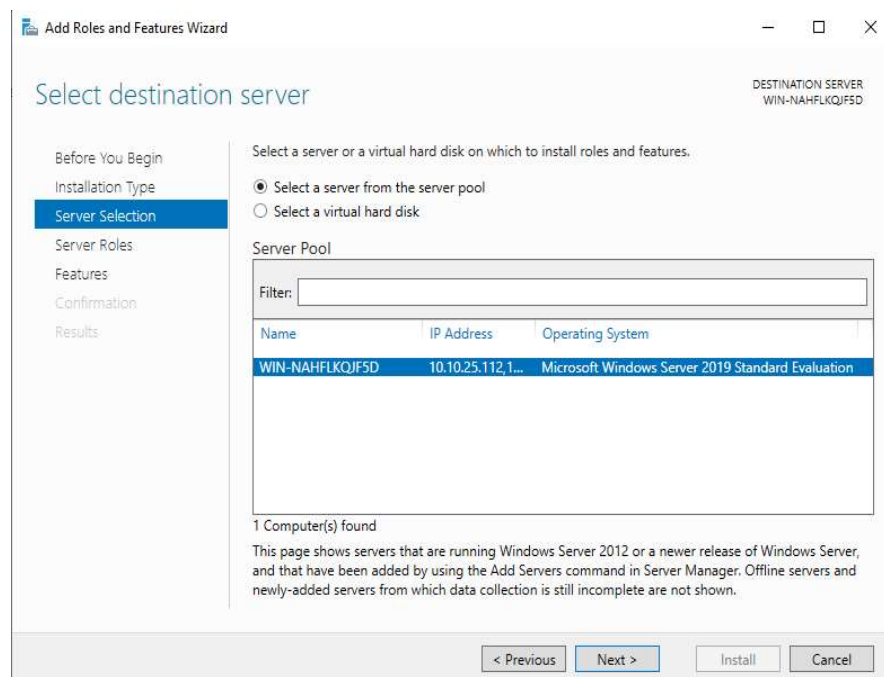 Add Roles and Features Wizard
Select destination server
DESTINATION SERVER
WIN-NAHFLKQJF5D
Before You Begin
Installation Type
Server Selection
Server Roles
Features
Confirmation
Results
Select a server or a virtual hard disk on which to install roles and features.
Select a server from the server pool
Select a virtual hard disk
Server Pool
Filter:
Name IP Address Operating System
WIN-NAHFLKQJF5D 10.10.25.112,1... Microsoft Windows Server 2019 Standard Evaluation
1 Computer(s) found
This page shows servers that are running Windows Server 2012 or a newer release of Windows Server,
and that have been added by using the Add Servers command in Server Manager. Offline servers and
newly-added servers from which data collection is still incomplete are not shown.
< Previous Next > Install Cancel